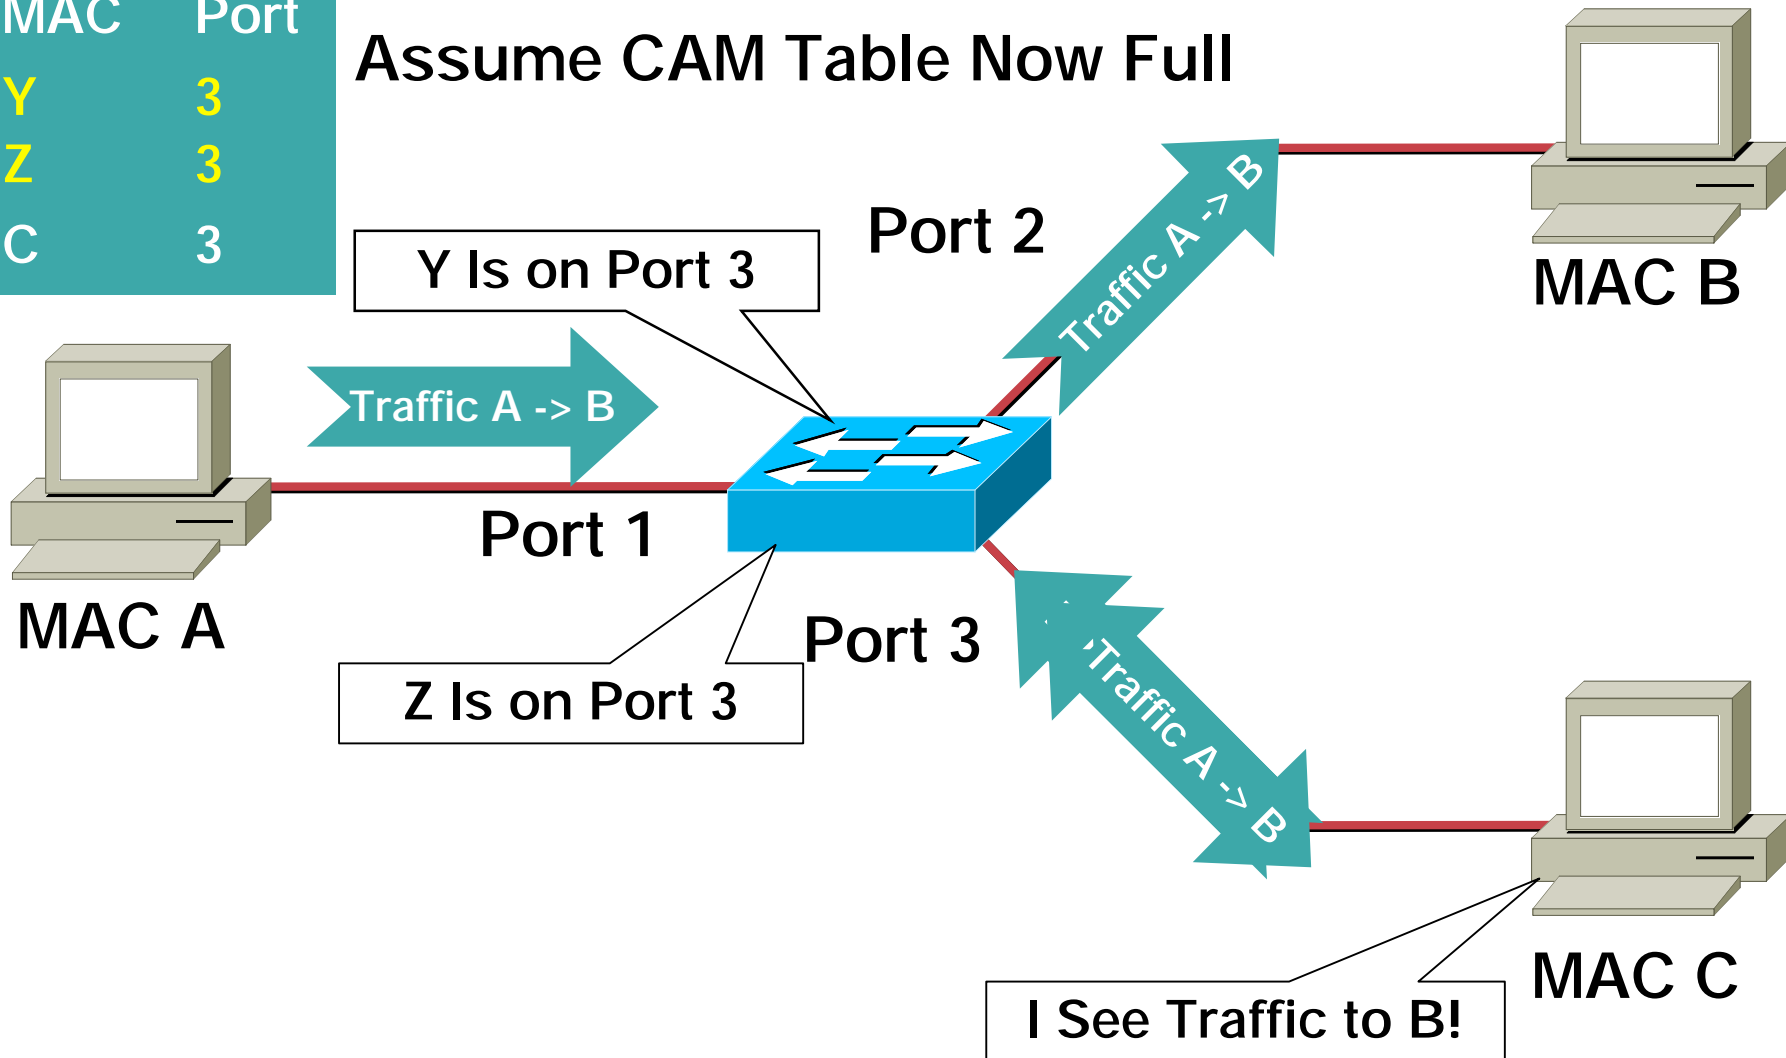 MAC Port
Y 3
Z 3
C 3
Assume CAM Table Now Full
Y Is on Port 3
Port 2
Traffic A -> B
MAC B
Traffic A -> B
Port 1
MAC A
Z Is on Port 3
Port 3
Traffic A -> B
I See Traffic to B!
MAC C